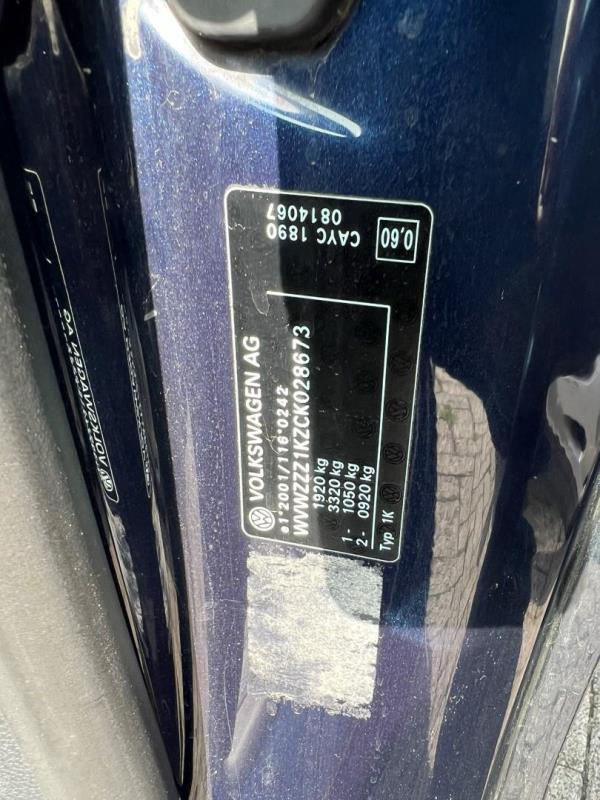 VOLKSWAGEN AG
e1*2001/116*0242
WVWZZZ1KZCK028673
1920 kg
3320 kg
1- 1050 kg
2- 0920 kg
Typ 1K
CAYC 1890
0814067
0.60